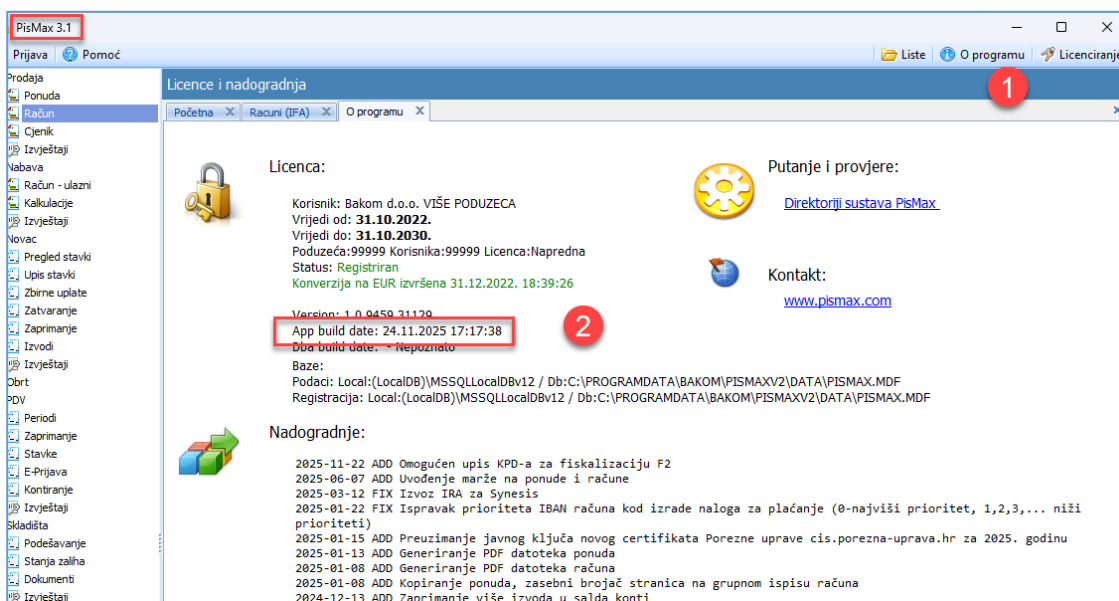 PisMax 3.1
Prijava Pomoć Liste O programu Licenciranje
1
Prodaja
Ponuda
Račun
Cjenik
Izvještaji
Nabava
Račun - ulazni
Kalkulacije
Izvještaji
Novac
Pregled stavki
Upis stavki
Zbirne uplate
Zatvaranje
Zaprimanje
Izvodi
Izvještaji
Obrt
PDV
Periodi
Zaprimanje
Stavke
E-Prijava
Kontiranje
Izvještaji
Skladišta
Podešavanje
Stanja zaliha
Dokumenti
Izvještaji
Licence i nadogradnja
Početna X Racuni (IFA) X O programu X
Licenca:
Korisnik: Bakom d.o.o. VIŠE PODUZECA
Vrijedi od: 31.10.2022.
Vrijedi do: 31.10.2030.
Poduzeća:99999 Korisnika:99999 Licenca:Napredna
Status: Registriran
Konverzija na EUR izvršena 31.12.2022. 18:39:26
Version: 1.0.9459.31129
App build date: 24.11.2025 17:17:38
2
Dba build date: - Nepoznato
Baze:
Podaci: Local:(LocalDB)\MSSQLLocalDBv12 / Db:C:\PROGRAMDATA\BAKOM\PISMAXV2\DATA\PISMAX.MDF
Registracija: Local:(LocalDB)\MSSQLLocalDBv12 / Db:C:\PROGRAMDATA\BAKOM\PISMAXV2\DATA\PISMAX.MDF
Putanje i provjere:
Direktoriji sustava PisMax
Kontakt:
www.pismax.com
Nadogradnje:
2025-11-22 ADD Omogućen upis KPD-a za fiskalizaciju F2
2025-06-07 ADD Uvođenje marže na ponude i račune
2025-03-12 FIX Izvoz IRA za Synesis
2025-01-22 FIX Ispravak prioriteta IBAN računa kod izrade naloga za plaćanje (0-najviši prioritet, 1,2,3,... niži
prioriteti)
2025-01-15 ADD Preuzimanje javnog ključa novog certifikata Porezne uprave cis.porezna-uprava.hr za 2025. godinu
2025-01-13 ADD Generiranje PDF datoteka ponuda
2025-01-08 ADD Generiranje PDF datoteka računa
2025-01-08 ADD Kopiranje ponuda, zasebni brojač stranica na grupnom ispisu računa
2024-12-13 ADD Zaprimanje više izvoda u salda konti